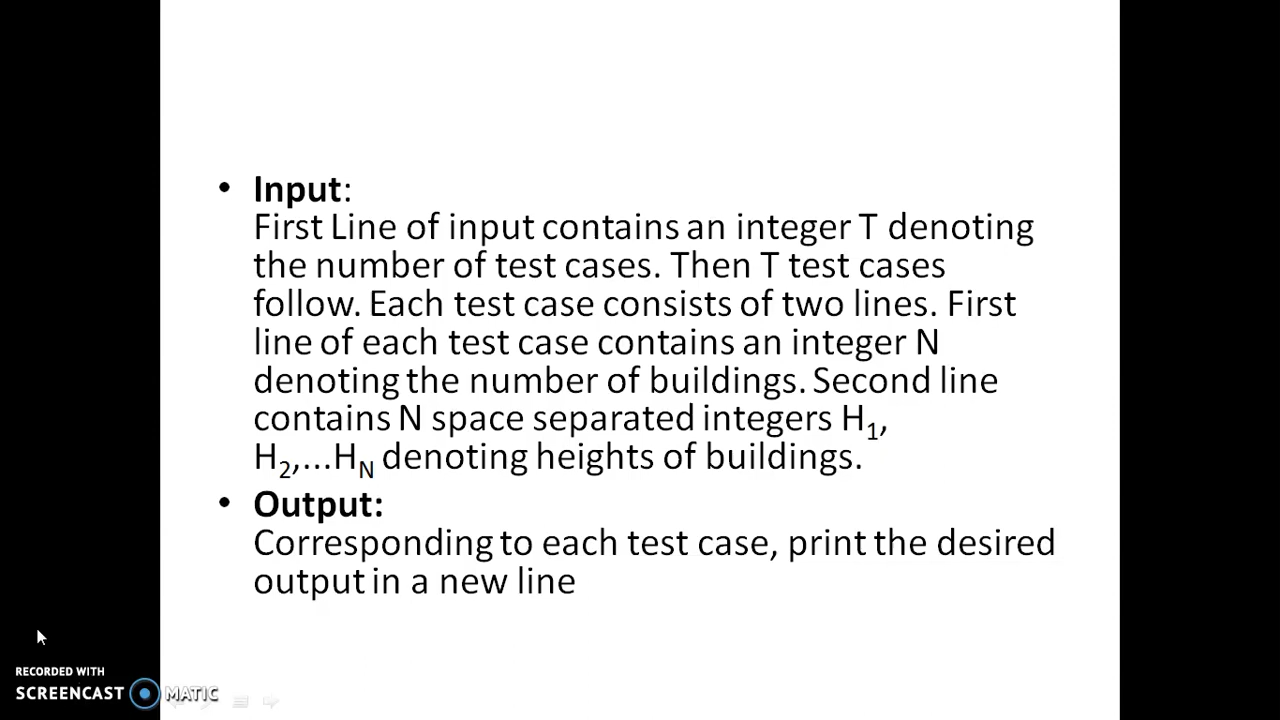 • Input:
First Line of input contains an integer T denoting
the number of test cases. Then T test cases
follow. Each test case consists of two lines. First
line of each test case contains an integer N
denoting the number of buildings. Second line
contains N space separated integers H₁,
H₂,...H_N denoting heights of buildings.
• Output:
Corresponding to each test case, print the desired
output in a new line
RECORDED WITH
SCREENCAST MATIC